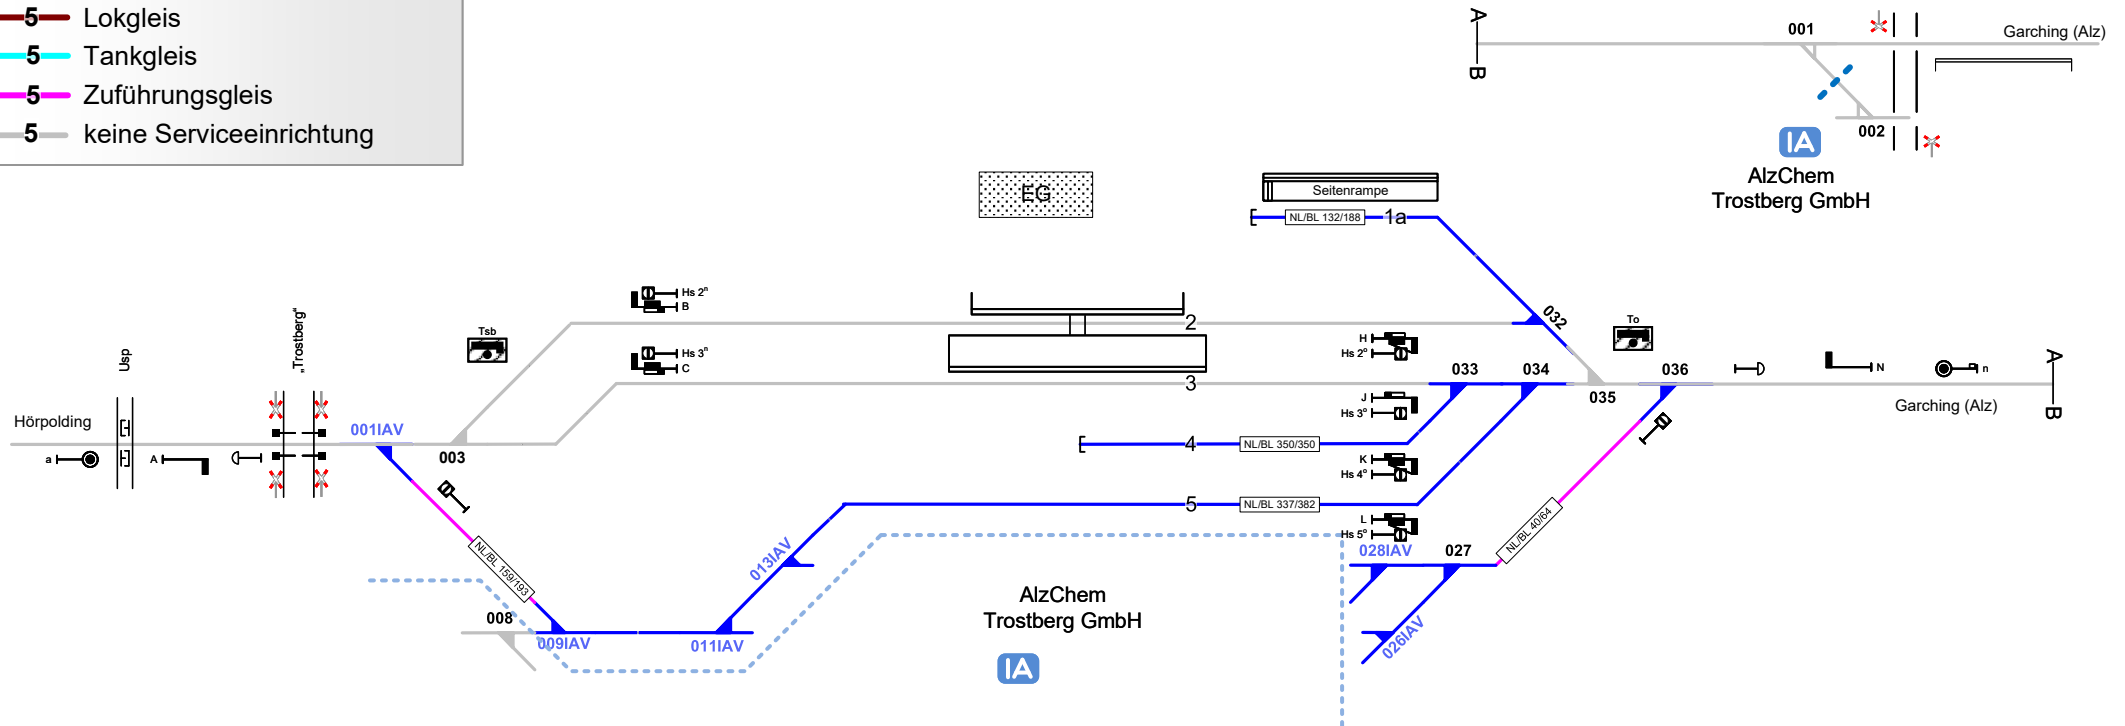 5 Lokgleis
5 Tankgleis
5 Zuführungsgleis
5 keine Serviceeinrichtung
A
B
001
Garching (Alz)
002
IA
AlzChem
Trostberg GmbH
EG
Seitenrampe
NL/BL 132/188
1a
Hs 2ⁿ
B
2
032
To
Usp
„Trostberg“
Tsb
Hs 3ⁿ
C
H
Hs 2º
3
033
034
035
036
N
n
A
B
Garching (Alz)
Hörpolding
a
A
001IAV
003
J
Hs 3º
4
NL/BL 350/350
K
Hs 4º
5
NL/BL 337/382
L
Hs 5º
028IAV
027
NL/BL 40/64
026IAV
NL/BL 159/193
013IAV
008
009IAV
011IAV
AlzChem
Trostberg GmbH
IA